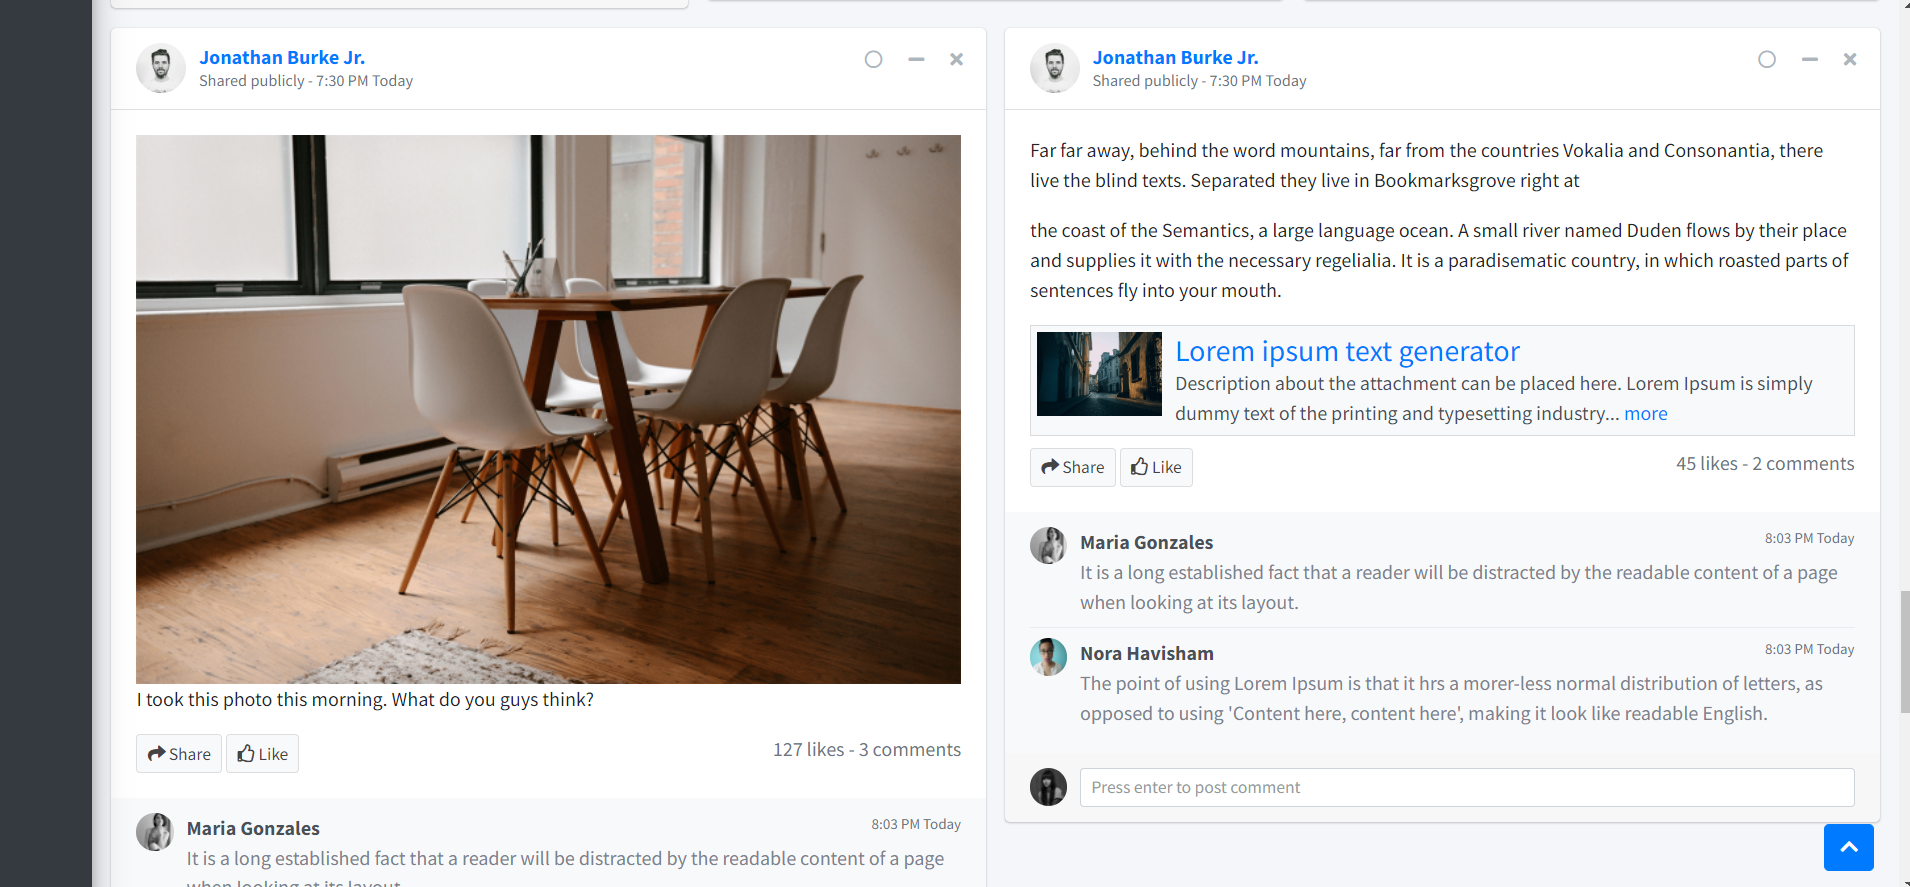 Jonathan Burke Jr.
Shared publicly - 7:30 PM Today
I took this photo this morning. What do you guys think?
Share
Like
127 likes - 3 comments
Maria Gonzales
8:03 PM Today
It is a long established fact that a reader will be distracted by the readable content of a page
when looking at its layout.
Jonathan Burke Jr.
Shared publicly - 7:30 PM Today
Far far away, behind the word mountains, far from the countries Vokalia and Consonantia, there
live the blind texts. Separated they live in Bookmarksgrove right at
the coast of the Semantics, a large language ocean. A small river named Duden flows by their place
and supplies it with the necessary regelialia. It is a paradisematic country, in which roasted parts of
sentences fly into your mouth.
Lorem ipsum text generator
Description about the attachment can be placed here. Lorem Ipsum is simply
dummy text of the printing and typesetting industry... more
Share
Like
45 likes - 2 comments
Maria Gonzales
8:03 PM Today
It is a long established fact that a reader will be distracted by the readable content of a page
when looking at its layout.
Nora Havisham
8:03 PM Today
The point of using Lorem Ipsum is that it hrs a morer-less normal distribution of letters, as
opposed to using 'Content here, content here', making it look like readable English.
Press enter to post comment